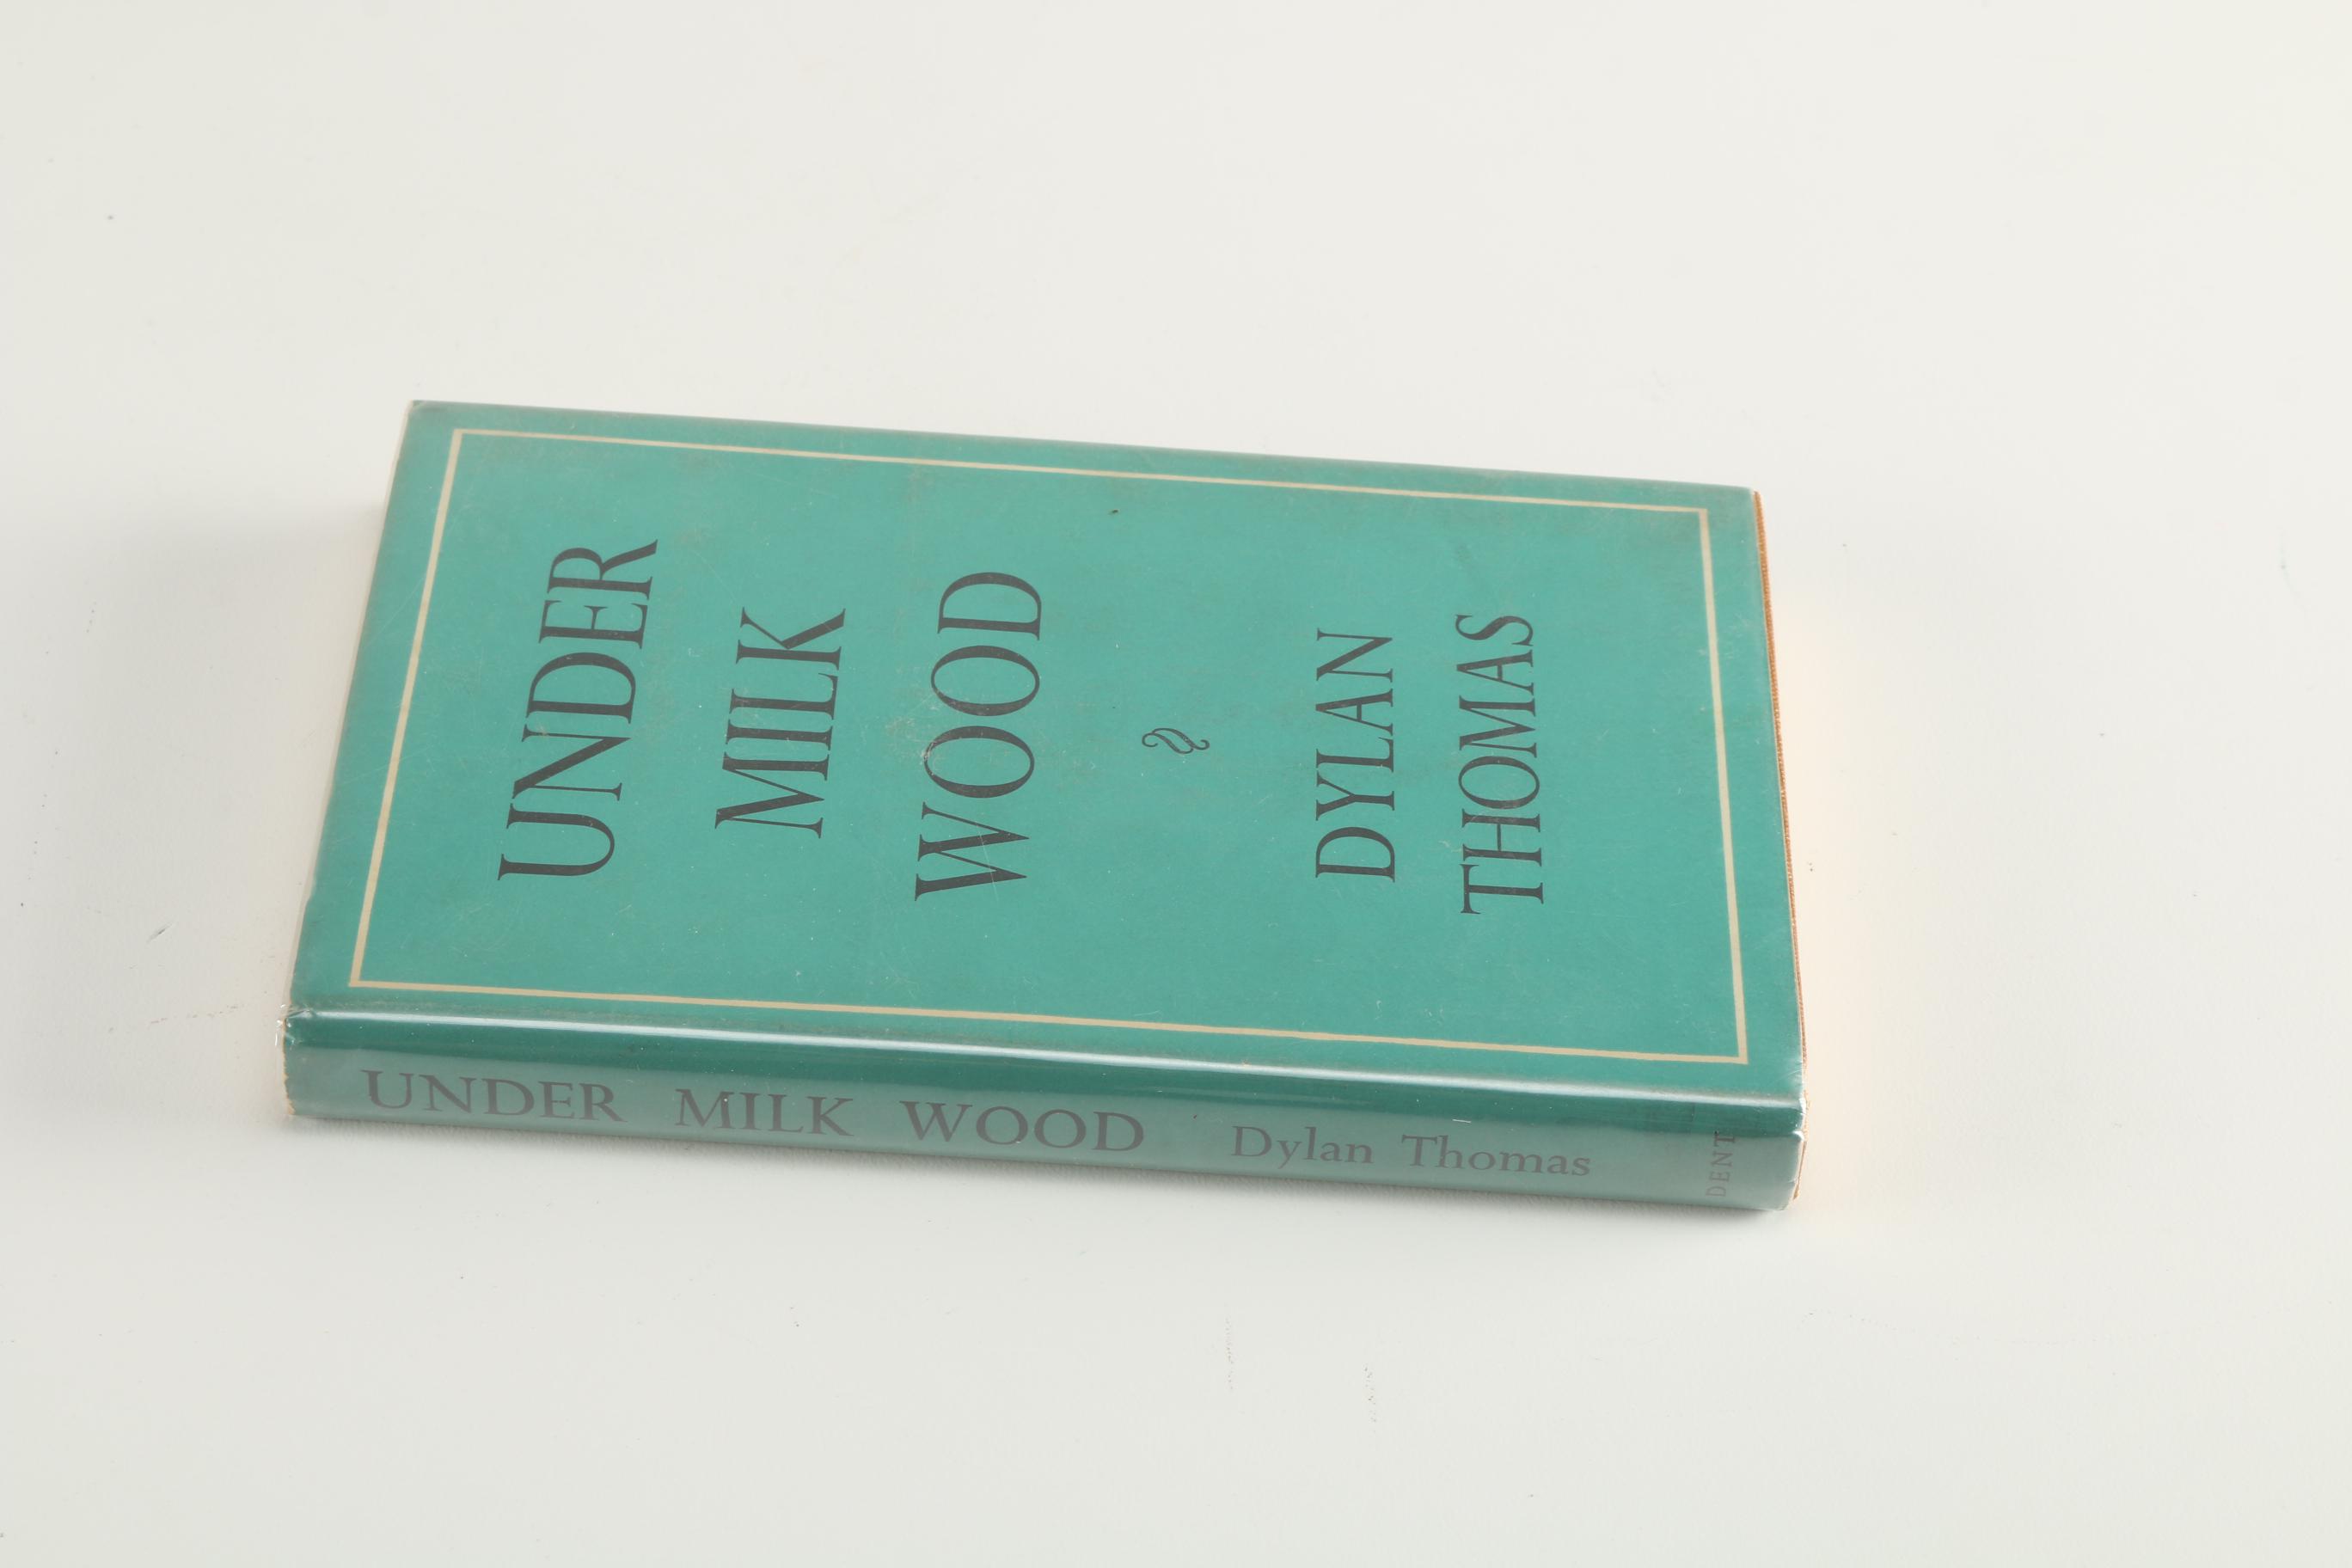 UNDER
MILK
WOOD
DYLAN
THOMAS
UNDER MILK WOOD Dylan Thomas DENT